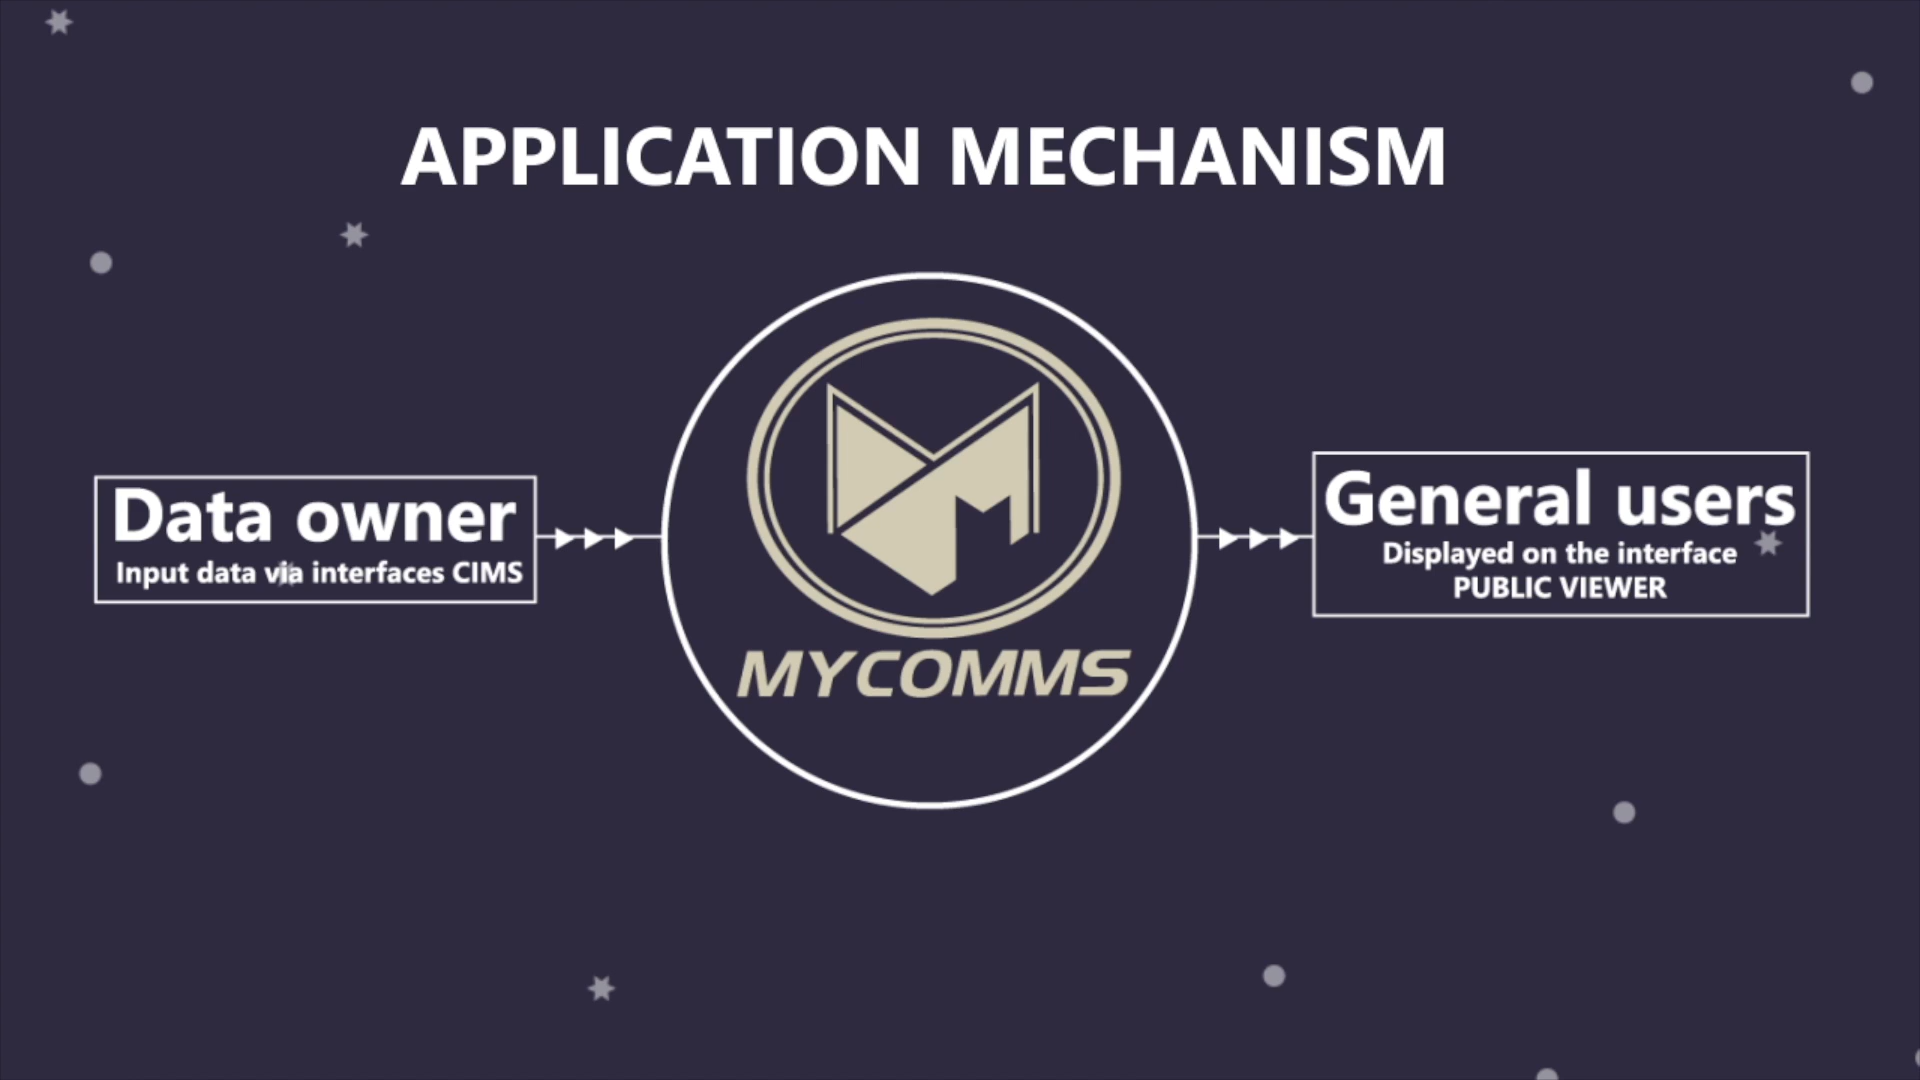 APPLICATION MECHANISM
Data owner
Input data via interfaces CIMS
MYCOMMS
General users
Displayed on the interface
PUBLIC VIEWER